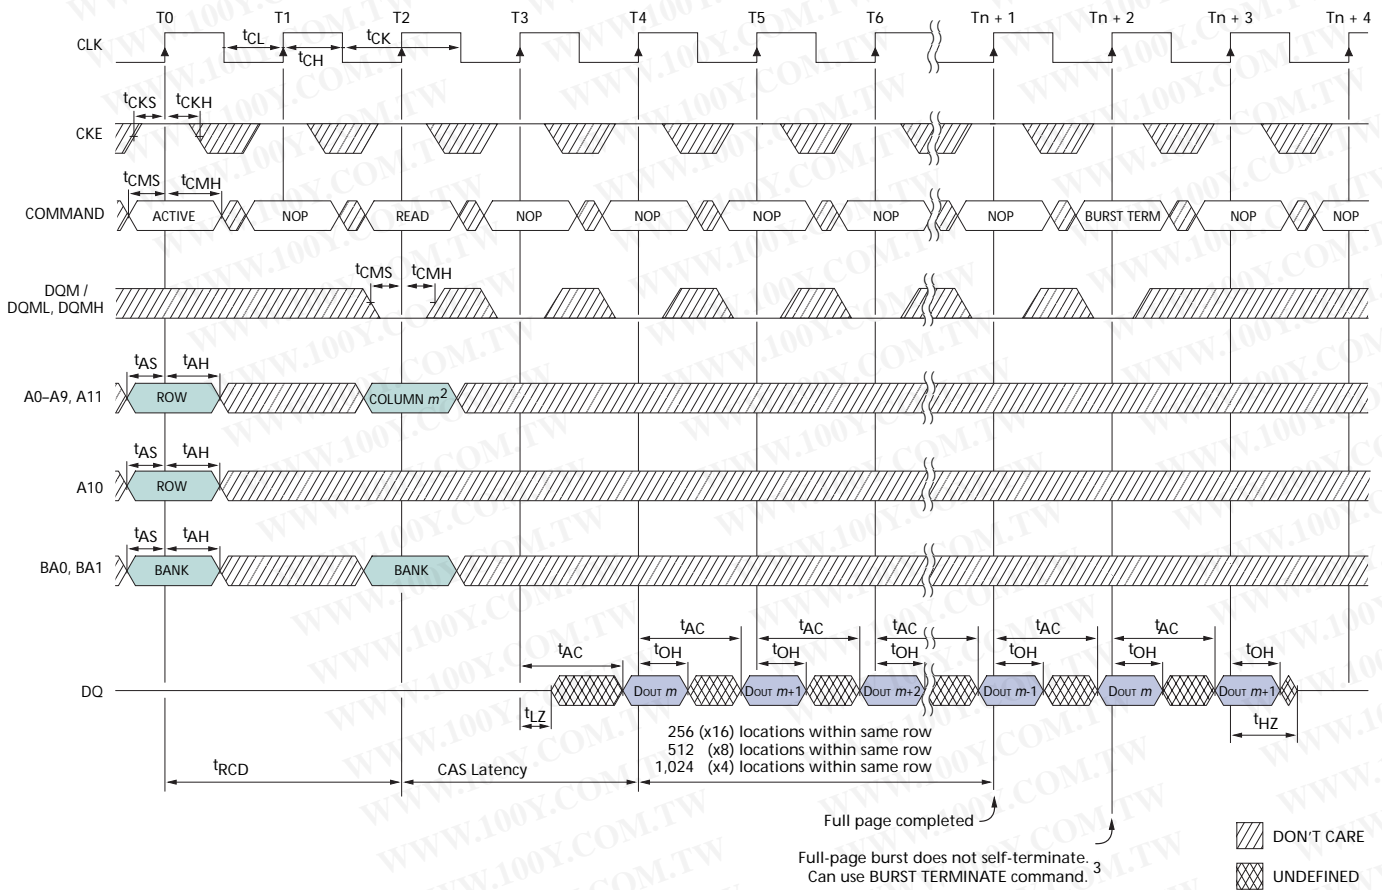 T0 T1 T2 T3 T4 T5 T6 Tn + 1 Tn + 2 Tn + 3 Tn + 4
CLK
tCL tCK
tCH
tCKS tCKH
CKE
tCMS tCMH
COMMAND ACTIVE NOP READ NOP NOP NOP NOP NOP BURST TERM NOP NOP
tCMS tCMH
DQM /
DQML, DQMH
tAS tAH
A0–A9, A11 ROW COLUMN m2
tAS tAH
A10 ROW
tAS tAH
BA0, BA1 BANK BANK
tAC tAC tAC tAC tAC
tAC tOH tOH tOH tOH tOH tOH
DQ DOUT m DOUT m+1 DOUT m+2 DOUT m-1 DOUT m DOUT m+1
tLZ tHZ
256 (x16) locations within same row
512 (x8) locations within same row
1,024 (x4) locations within same row
tRCD CAS Latency
Full page completed
Full-page burst does not self-terminate.
Can use BURST TERMINATE command. 3
DON'T CARE
UNDEFINED
WWW.100Y.COM.TW